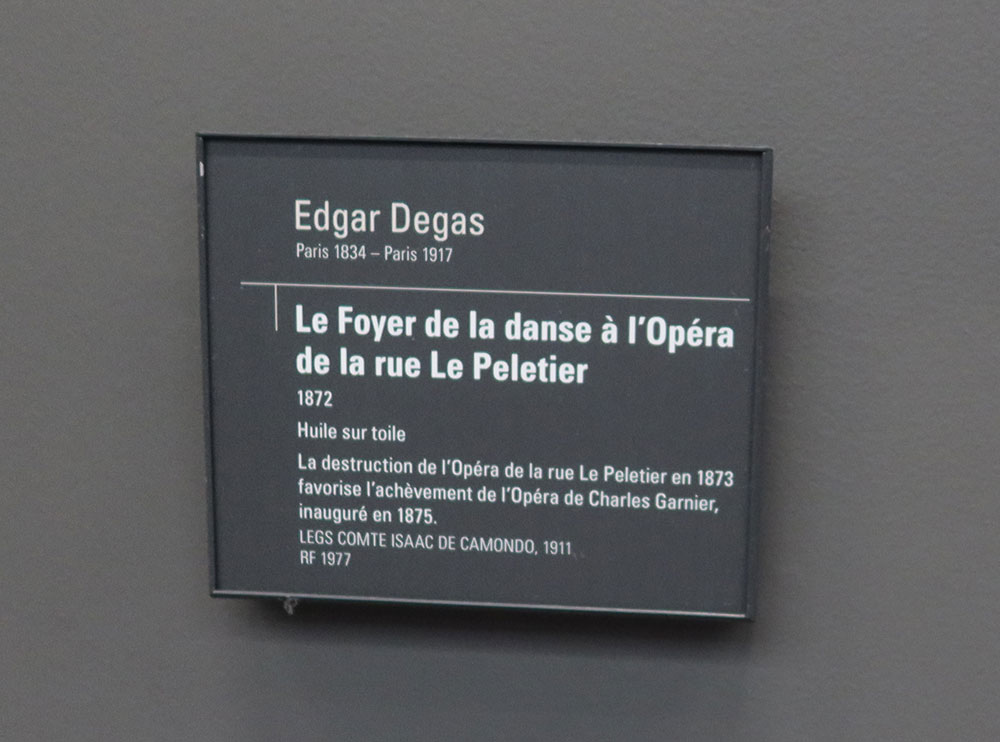 Edgar Degas
Paris 1834 – Paris 1917
Le Foyer de la danse à l'Opéra
de la rue Le Peletier
1872
Huile sur toile
La destruction de l'Opéra de la rue Le Peletier en 1873
favorise l'achèvement de l'Opéra de Charles Garnier,
inauguré en 1875.
LEGS COMTE ISAAC DE CAMONDO, 1911
RF 1977